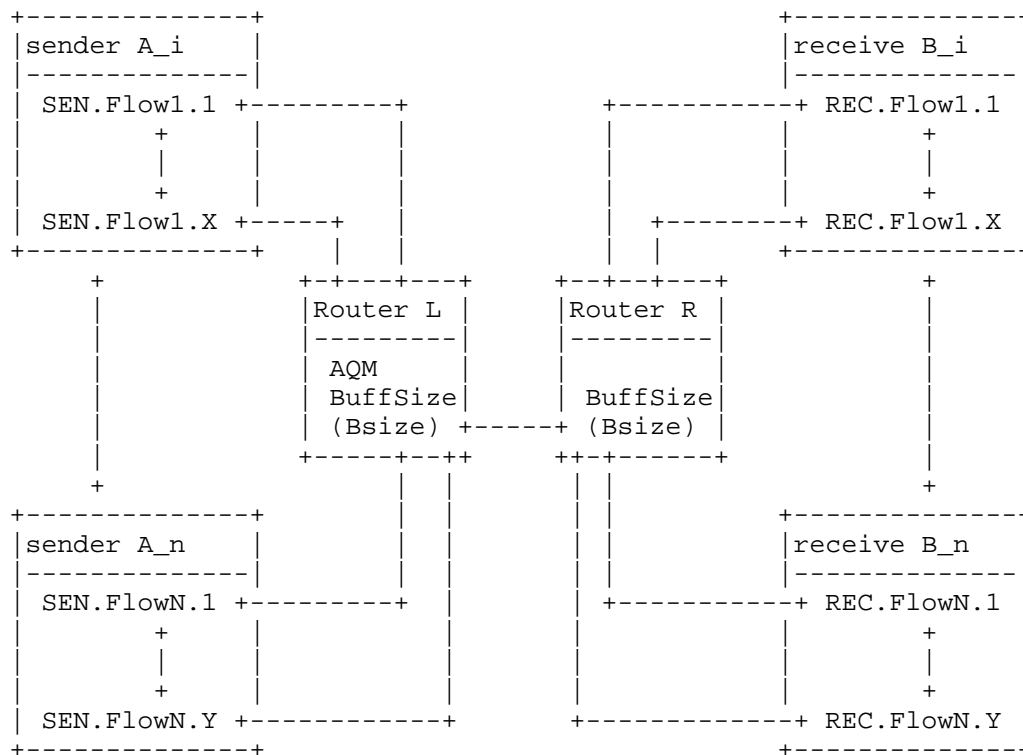 sender A_i receive B_i
SEN.Flow1.1 REC.Flow1.1
SEN.Flow1.X REC.Flow1.X
Router L Router R
AQM
BuffSize BuffSize
(Bsize) (Bsize)
sender A_n receive B_n
SEN.FlowN.1 REC.FlowN.1
SEN.FlowN.Y REC.FlowN.Y